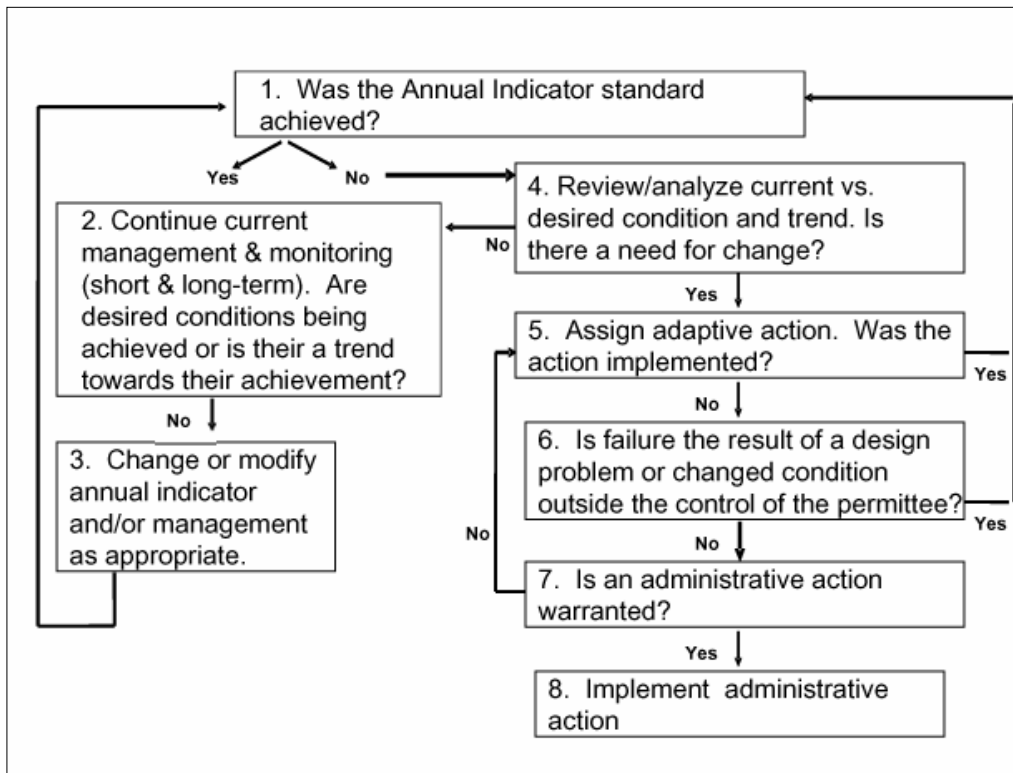 1. Was the Annual Indicator standard
achieved?
Yes
No
4. Review/analyze current vs.
desired condition and trend. Is
there a need for change?
No
2. Continue current
management & monitoring
(short & long-term). Are
desired conditions being
achieved or is their a trend
towards their achievement?
Yes
5. Assign adaptive action. Was the
action implemented?
Yes
No
No
3. Change or modify
annual indicator
and/or management
as appropriate.
6. Is failure the result of a design
problem or changed condition
outside the control of the permittee?
Yes
No
No
7. Is an administrative action
warranted?
Yes
8. Implement administrative
action